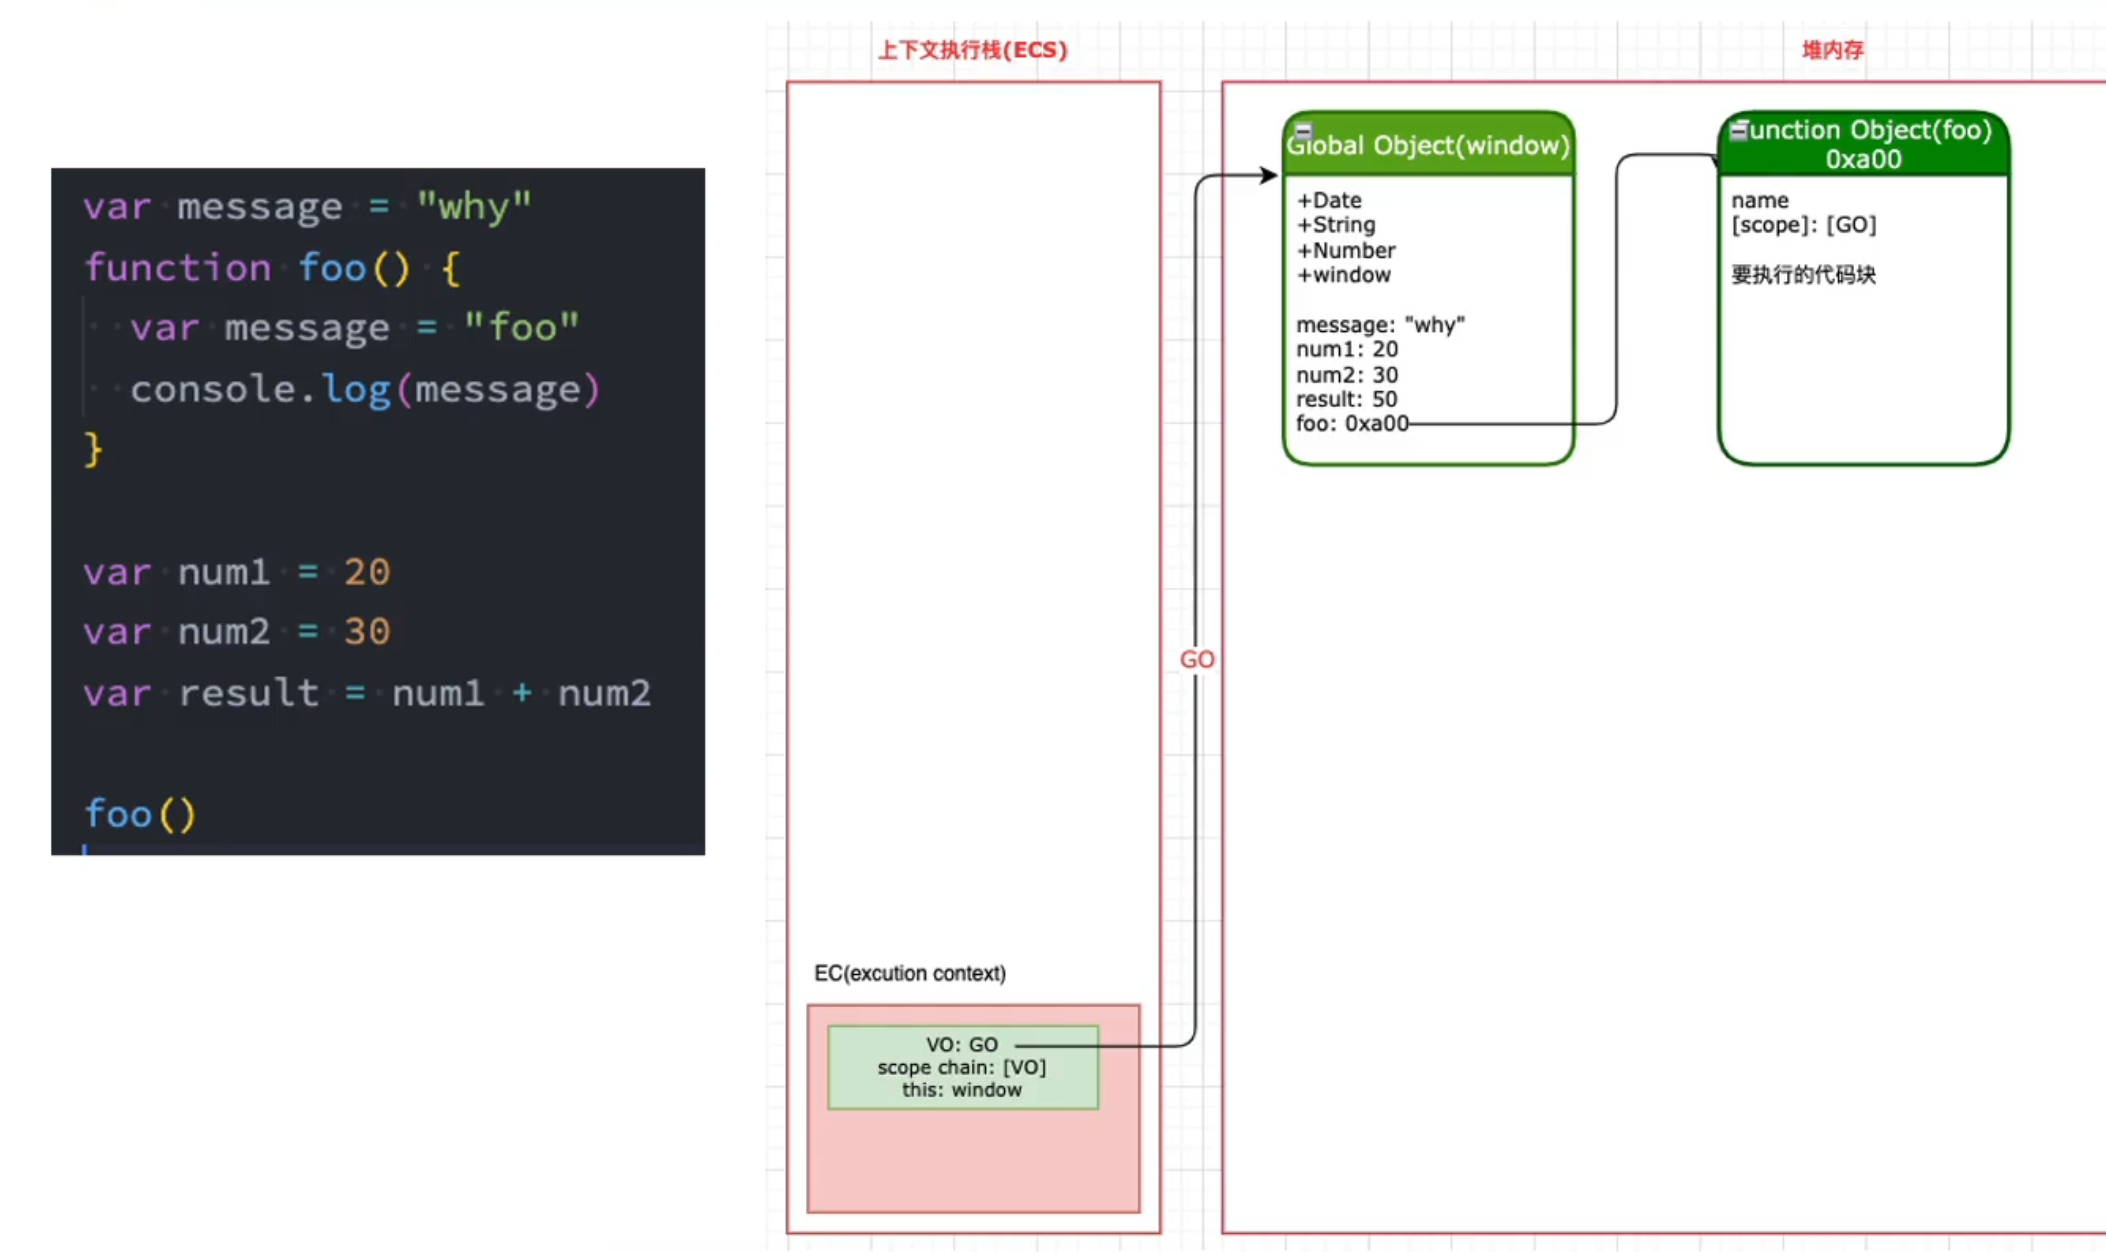 var message = "why"
function foo() {
  var message = "foo"
  console.log(message)
}
var num1 = 20
var num2 = 30
var result = num1 + num2
foo()
上下文执行栈(ECS)
EC(excution context)
VO: GO
scope chain: [VO]
this: window
GO
堆内存
Global Object(window)
+Date
+String
+Number
+window
message: "why"
num1: 20
num2: 30
result: 50
foo: 0xa00
Function Object(foo)
0xa00
name
[scope]: [GO]
要执行的代码块